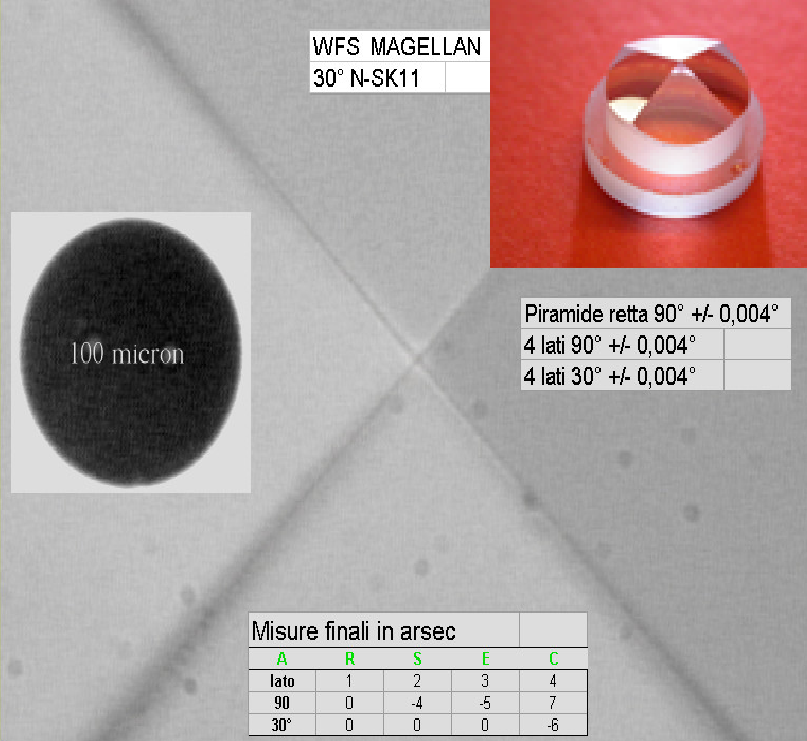 WFS MAGELLAN
30° N-SK11
100 micron
Piramide retta 90° +/- 0,004°
4 lati 90° +/- 0,004°
4 lati 30° +/- 0,004°
Misure finali in arsec
A R S E C
lato 1 2 3 4
90 0 -4 -5 7
30° 0 0 0 -6